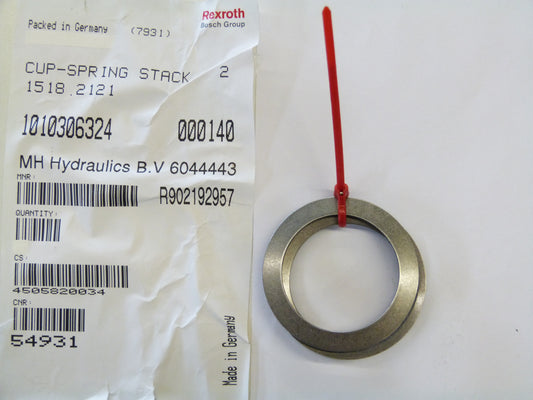 Packed in Germany (7931)
Rexroth
Bosch Group
CUP-SPRING STACK 2
1518.2121
1010306324 000140
MH Hydraulics B.V 6044443
MNR:
R902192957
QUANTITY:
CS:
4505820034
CNR:
54931
Made in Germany